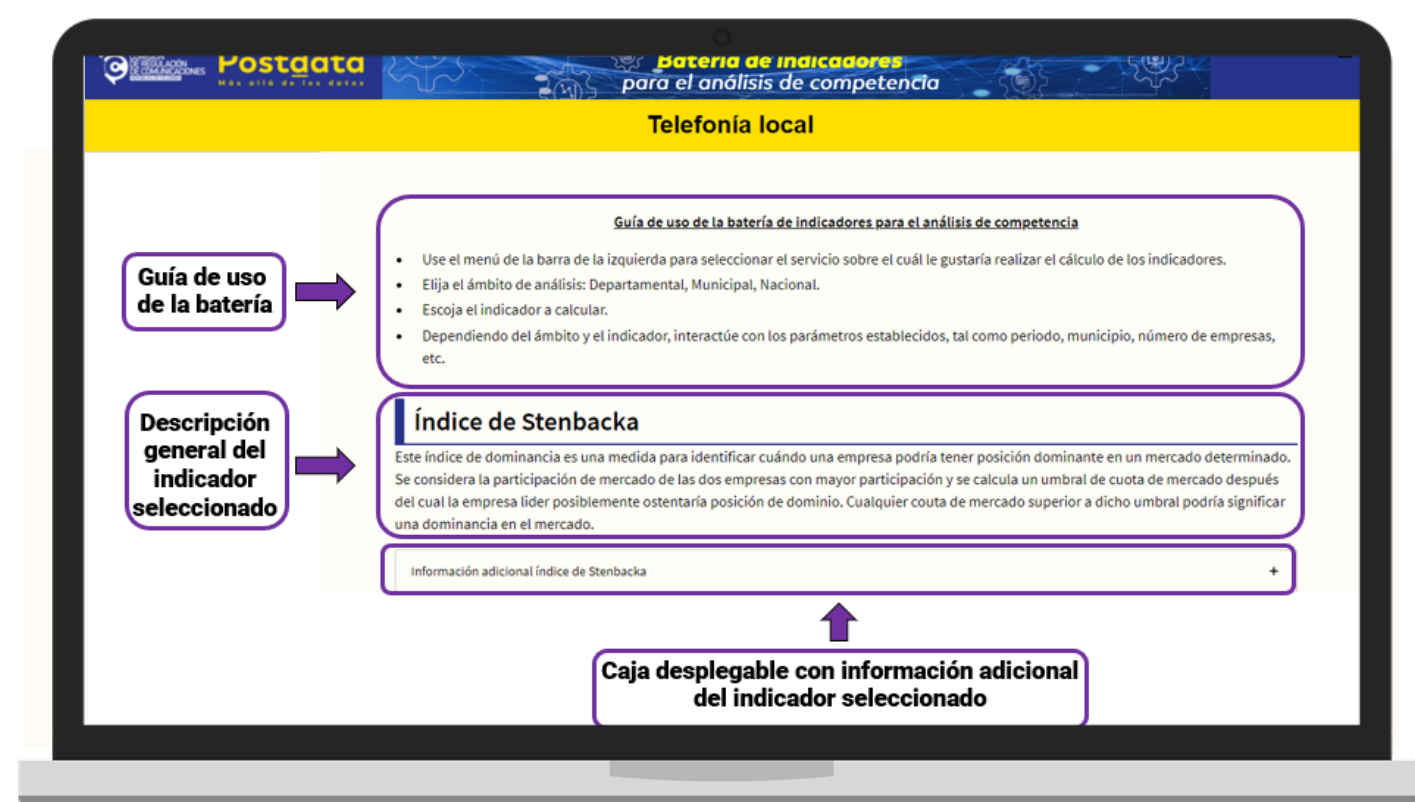 DE REGULACIÓN
DE COMUNICACIONES
Postdata
Más allá de los datos
Batería de indicadores
para el análisis de competencia
Telefonía local
Guía de uso
de la batería
Guía de uso de la batería de indicadores para el análisis de competencia
• Use el menú de la barra de la izquierda para seleccionar el servicio sobre el cuál le gustaría realizar el cálculo de los indicadores.
• Elija el ámbito de análisis: Departamental, Municipal, Nacional.
• Escoja el indicador a calcular.
• Dependiendo del ámbito y el indicador, interactúe con los parámetros establecidos, tal como periodo, municipio, número de empresas,
etc.
Descripción
general del
indicador
seleccionado
Índice de Stenbacka
Este índice de dominancia es una medida para identificar cuándo una empresa podría tener posición dominante en un mercado determinado.
Se considera la participación de mercado de las dos empresas con mayor participación y se calcula un umbral de cuota de mercado después
del cual la empresa lider posiblemente ostentaría posición de dominio. Cualquier couta de mercado superior a dicho umbral podría significar
una dominancia en el mercado.
Información adicional índice de Stenbacka +
Caja desplegable con información adicional
del indicador seleccionado